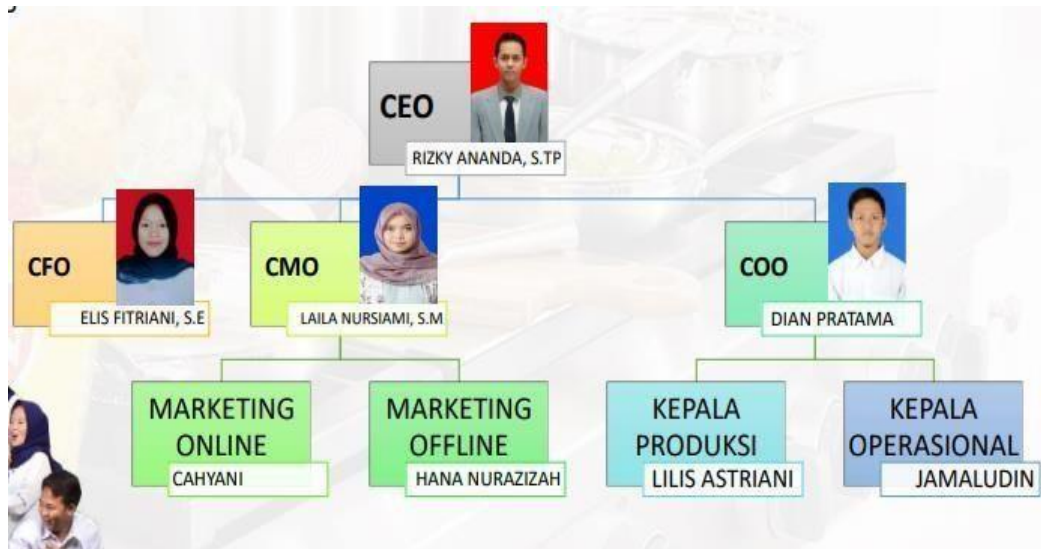 CEO
RIZKY ANANDA, S.TP
CFO
ELIS FITRIANI, S.E
CMO
LAILA NURSIAMI, S.M
COO
DIAN PRATAMA
MARKETING
ONLINE
CAHYANI
MARKETING
OFFLINE
HANA NURAZIZAH
KEPALA
PRODUKSI
LILIS ASTRIANI
KEPALA
OPERASIONAL
JAMALUDIN